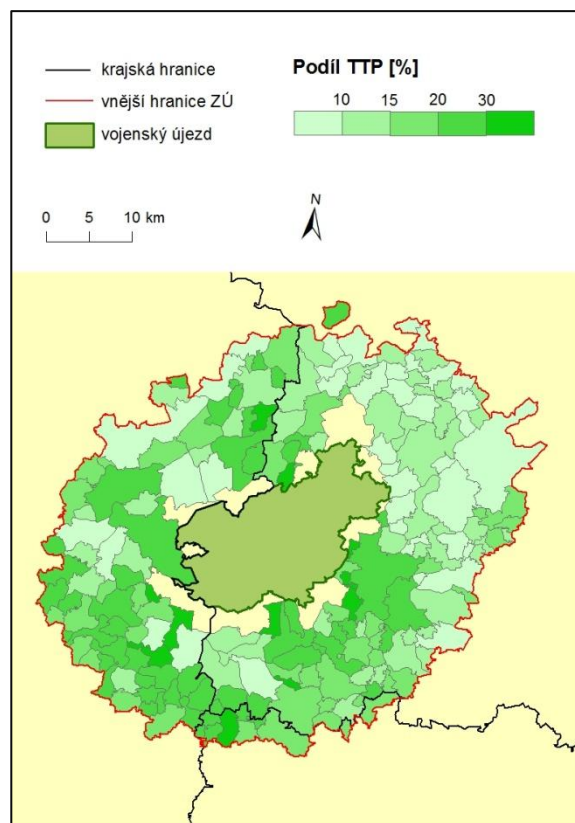 krajská hranice
vnější hranice ZÚ
vojenský újezd
Podíl TTP [%]
10 15 20 30
0 5 10 km
N